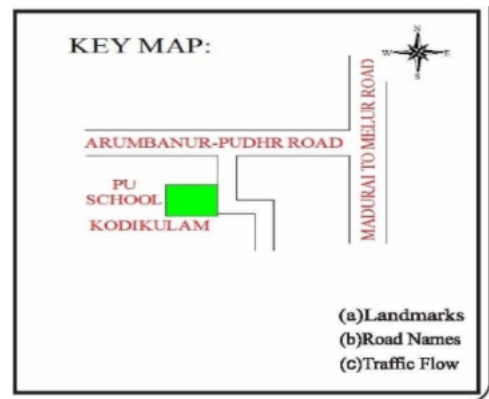 KEY MAP:
N
W E
S
ARUMBANUR-PUDHR ROAD
MADURAI TO MELUR ROAD
PU
SCHOOL
KODIKULAM
(a)Landmarks
(b)Road Names
(c)Traffic Flow